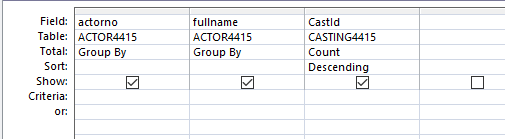 Field: actorno fullname CastId
Table: ACTOR4415 ACTOR4415 CASTING4415
Total: Group By Group By Count
Sort: Descending
Show:
Criteria:
or: